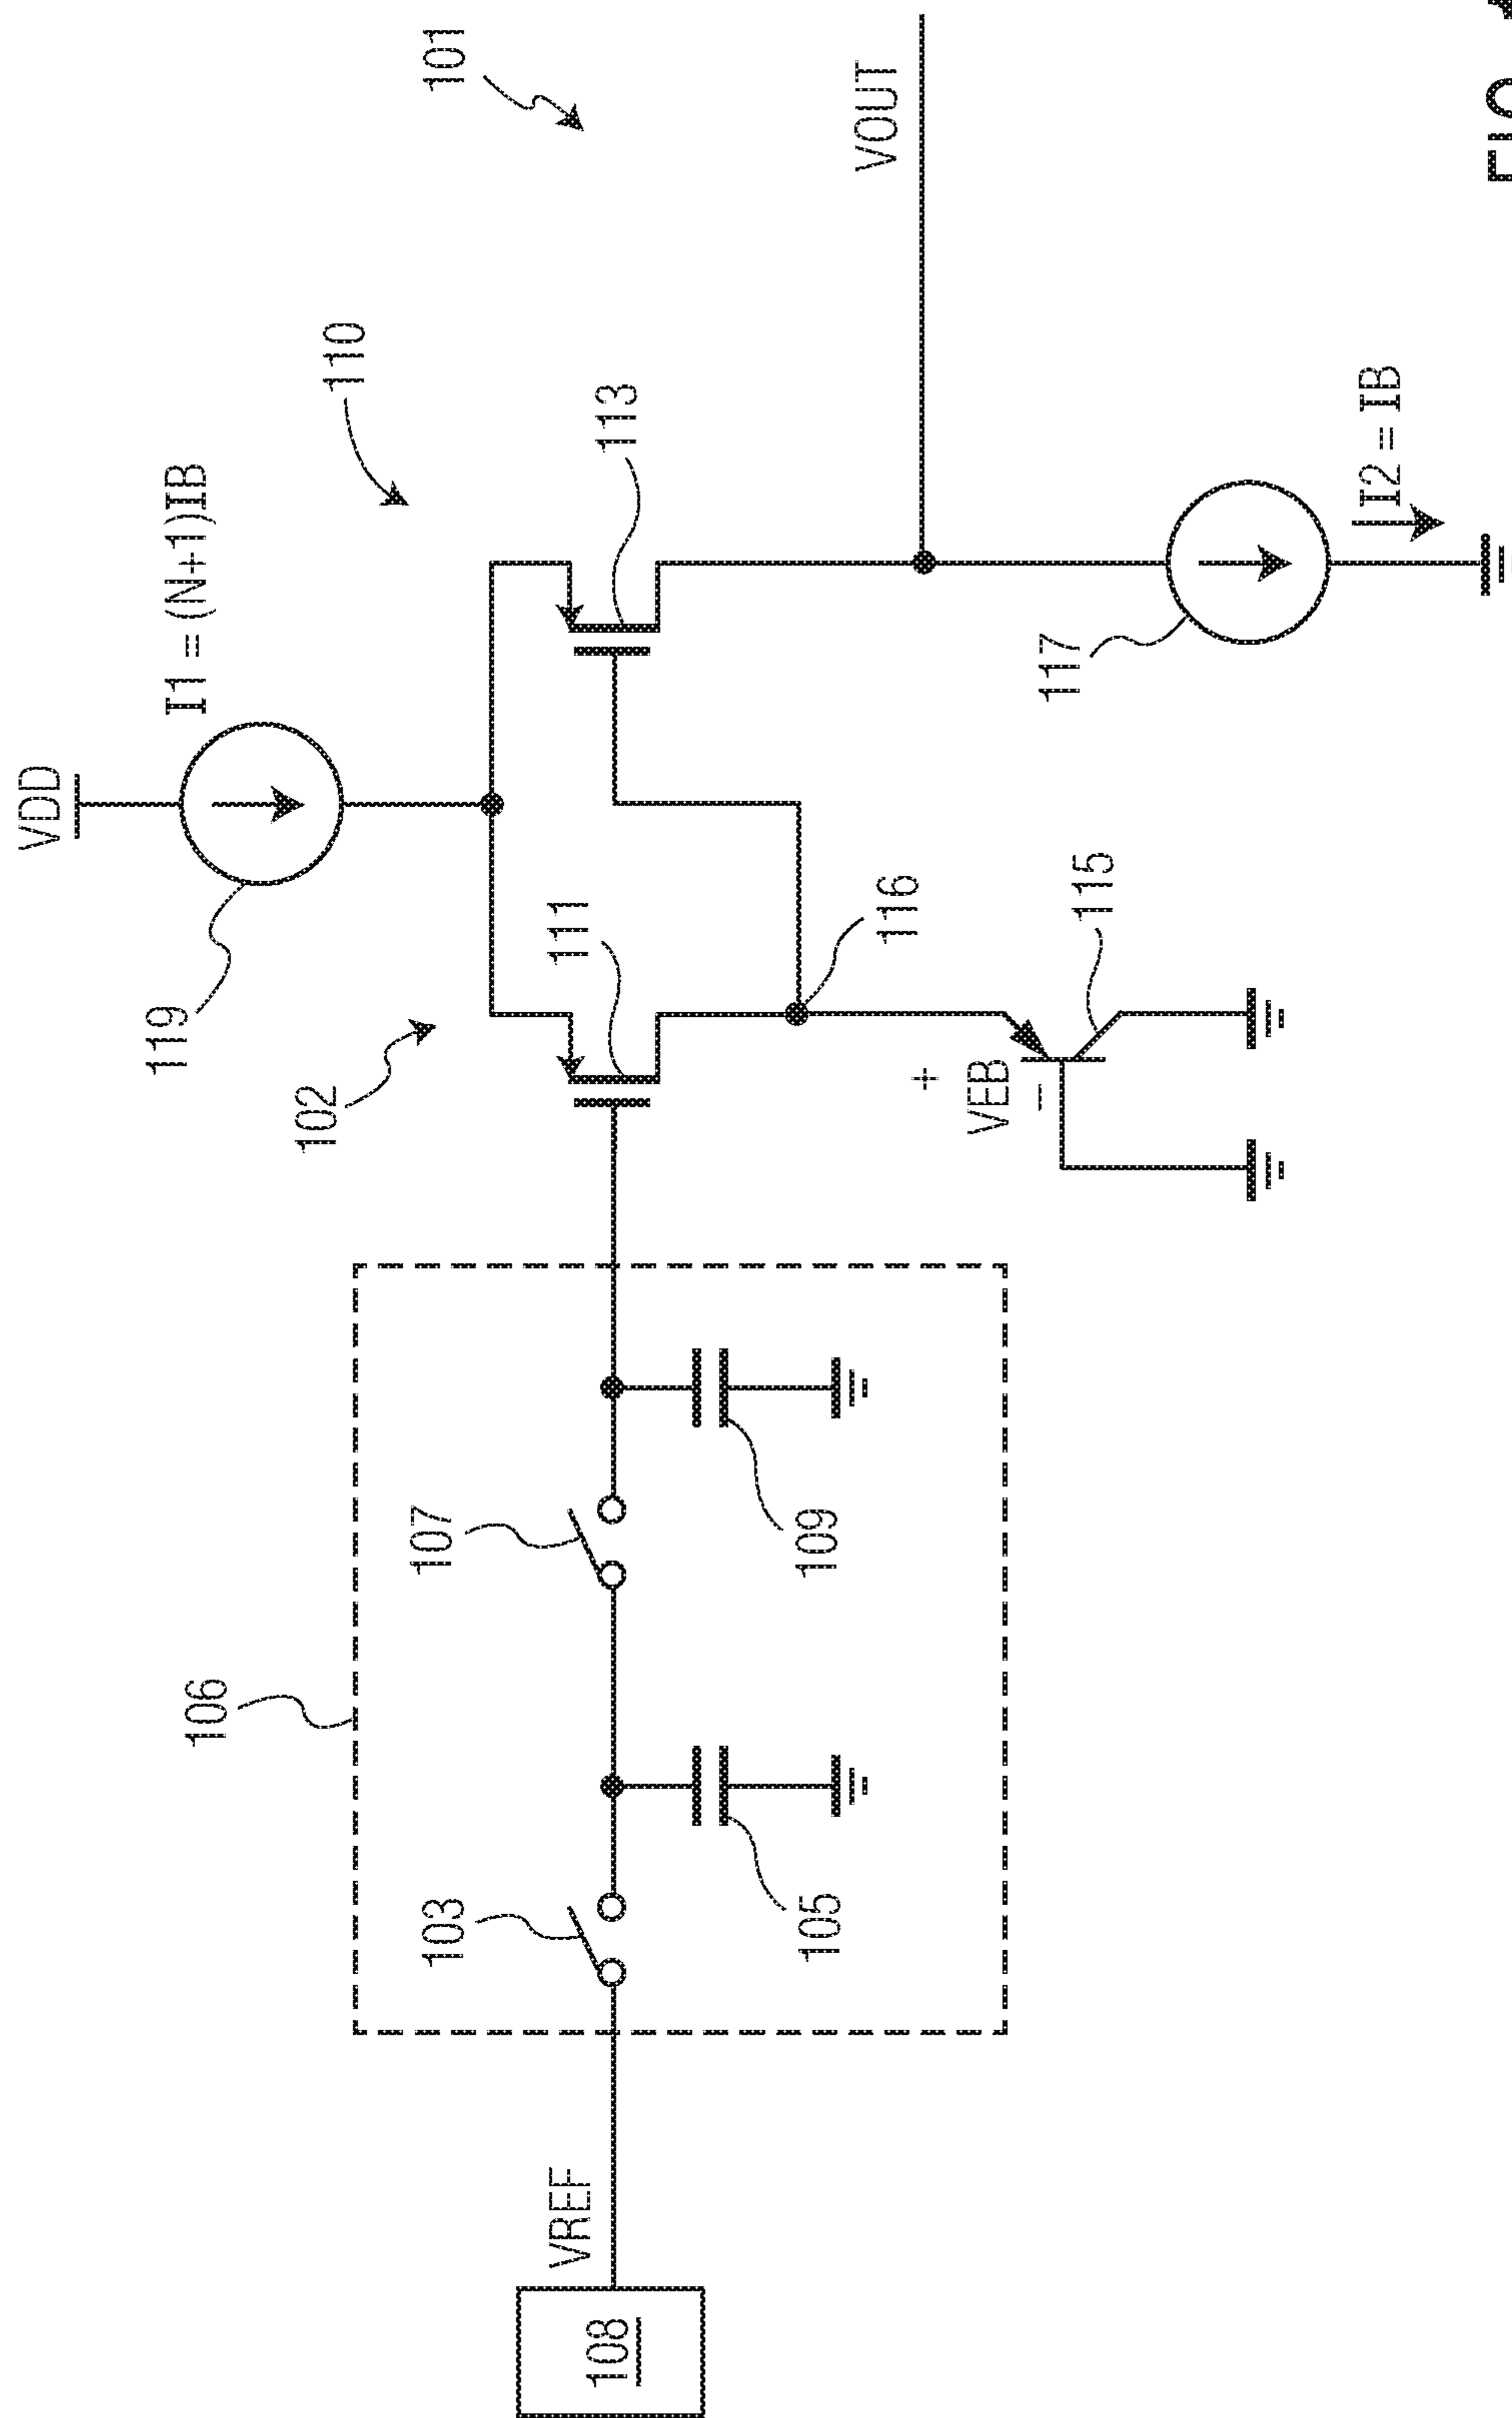 101
VDD
I1 = (N+1)IB
110
119
102
111
113
VOUT
116
106
107
103
VREF
108
105
109
+
VEB
−
115
117
I2 = IB